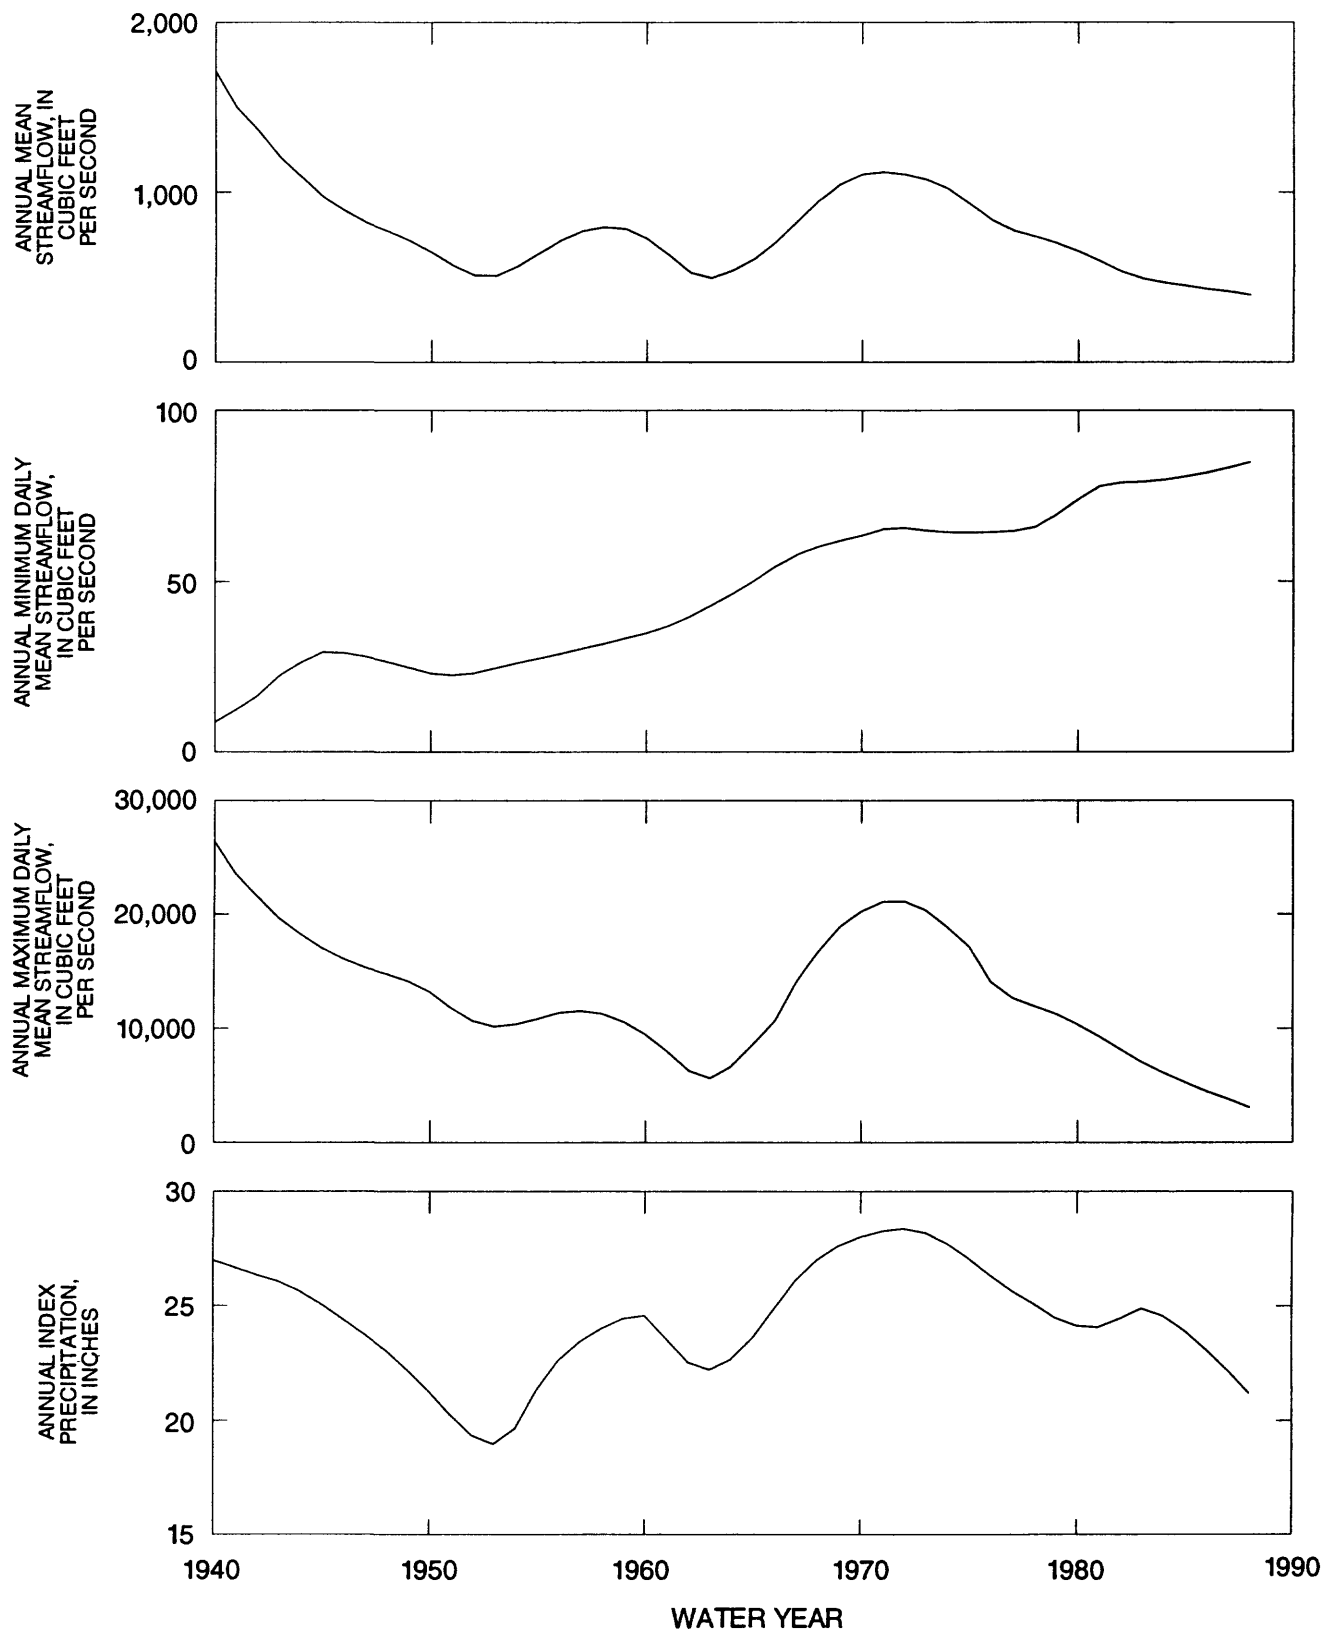 ANNUAL MEAN
STREAMFLOW, IN
CUBIC FEET
PER SECOND
2,000
1,000
0
ANNUAL MINIMUM DAILY
MEAN STREAMFLOW,
IN CUBIC FEET
PER SECOND
100
50
0
ANNUAL MAXIMUM DAILY
MEAN STREAMFLOW,
IN CUBIC FEET
PER SECOND
30,000
20,000
10,000
0
ANNUAL INDEX
PRECIPITATION,
IN INCHES
30
25
20
15
1940 1950 1960 1970 1980 1990
WATER YEAR